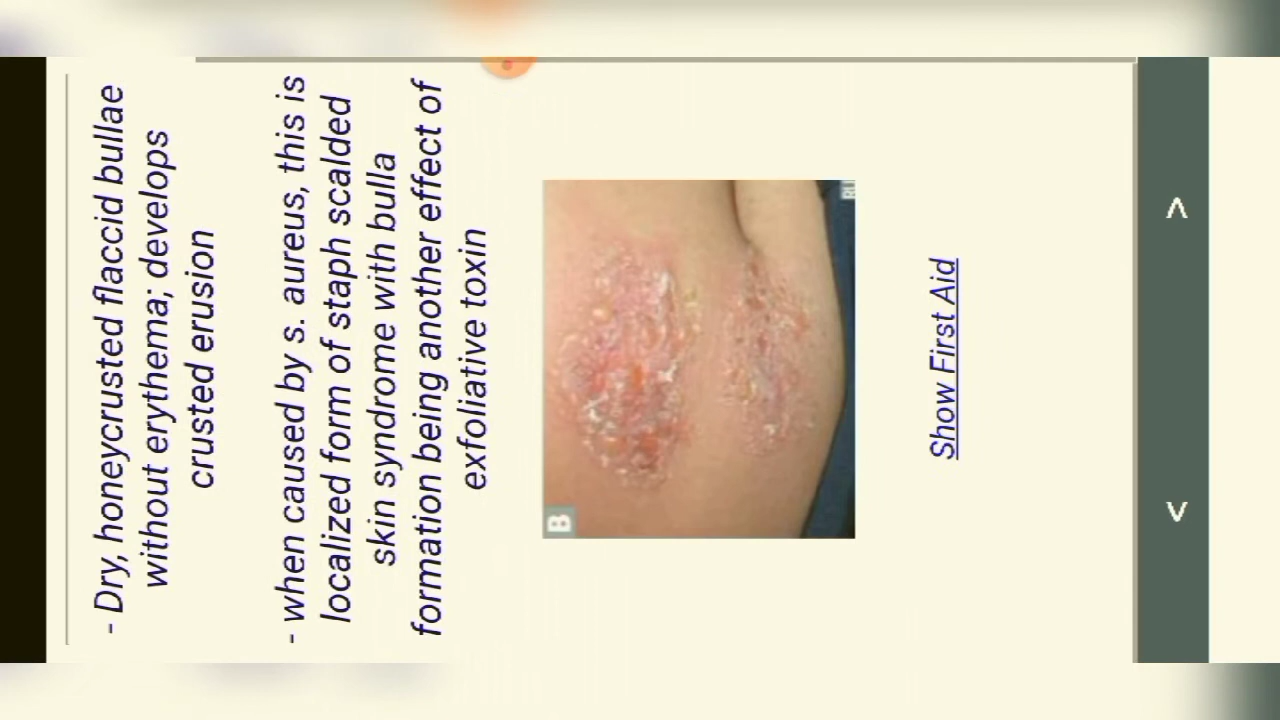 - Dry, honeycrusted flaccid bullae
without erythema; develops
crusted erusion
- when caused by s. aureus, this is
localized form of staph scalded
skin syndrome with bulla
formation being another effect of
exfoliative toxin
B
Show First Aid
< >